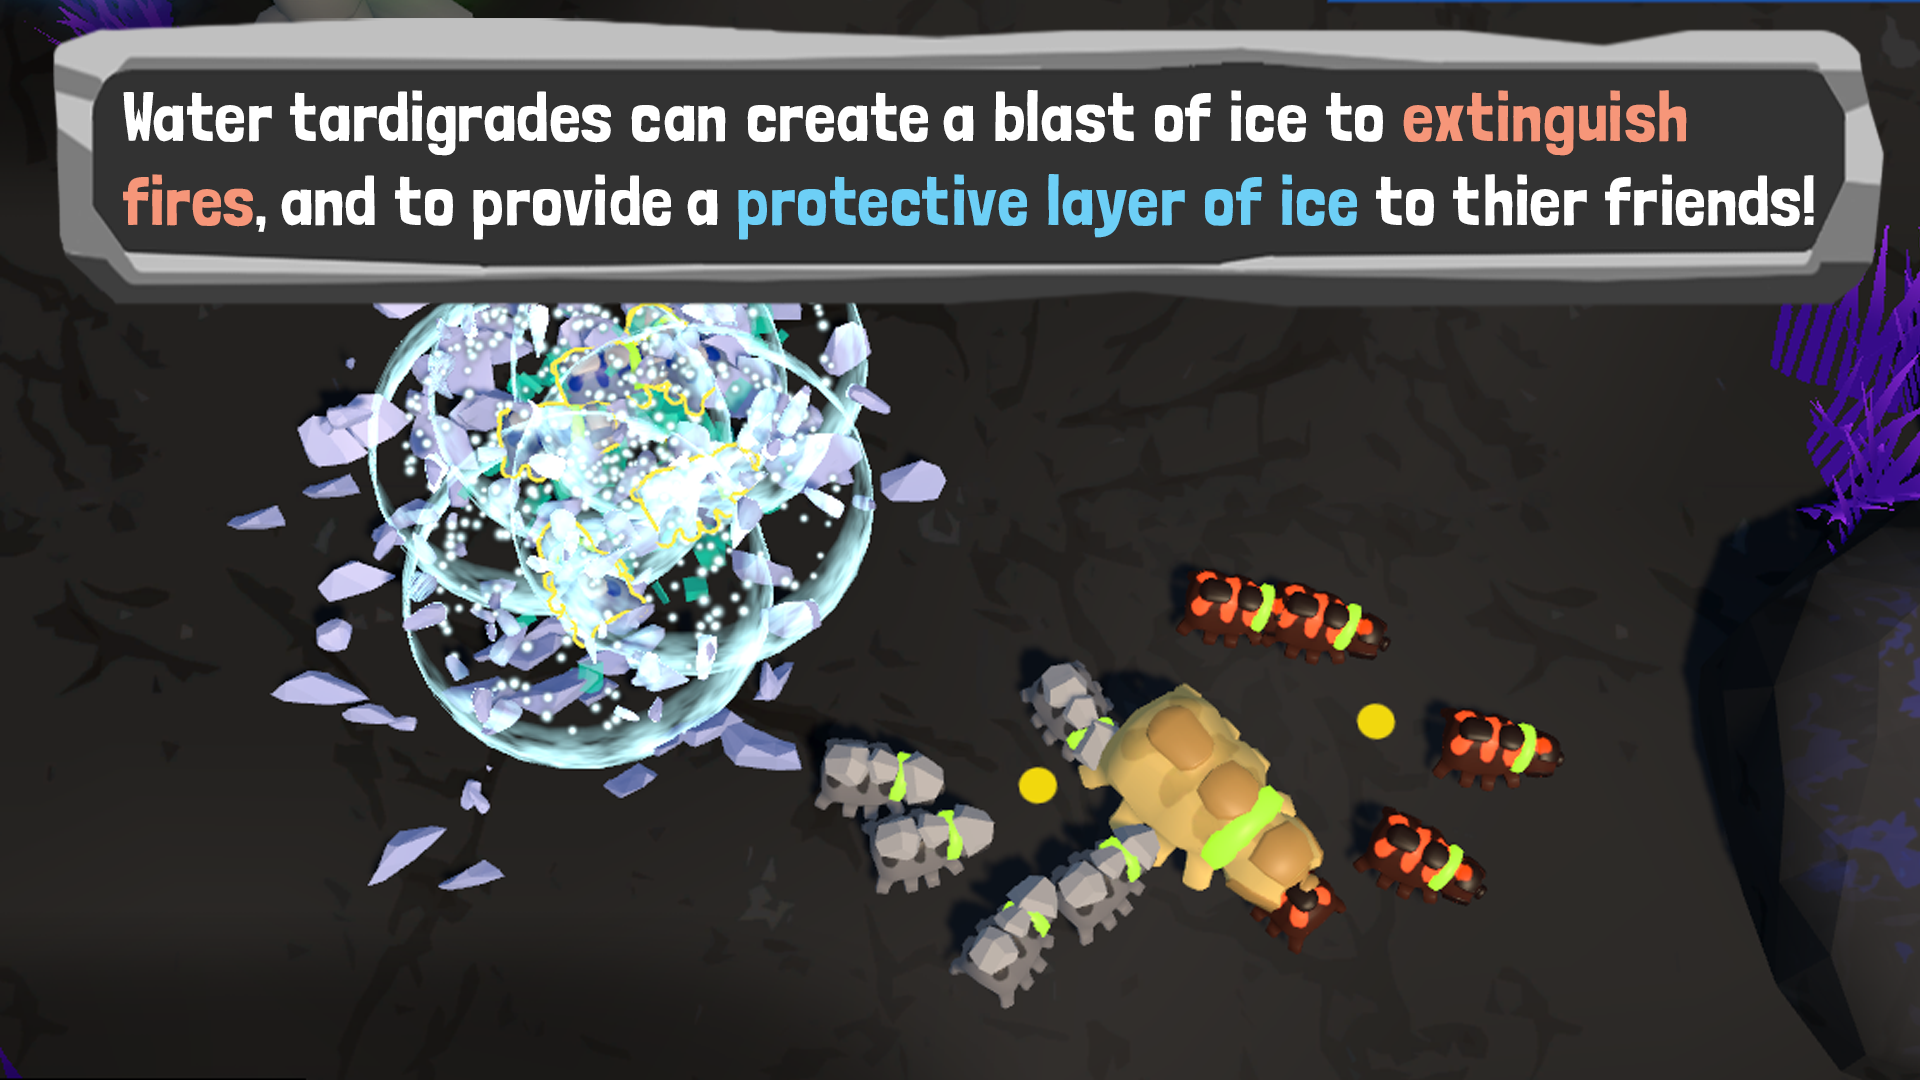 Water tardigrades can create a blast of ice to extinguish
fires, and to provide a protective layer of ice to thier friends!